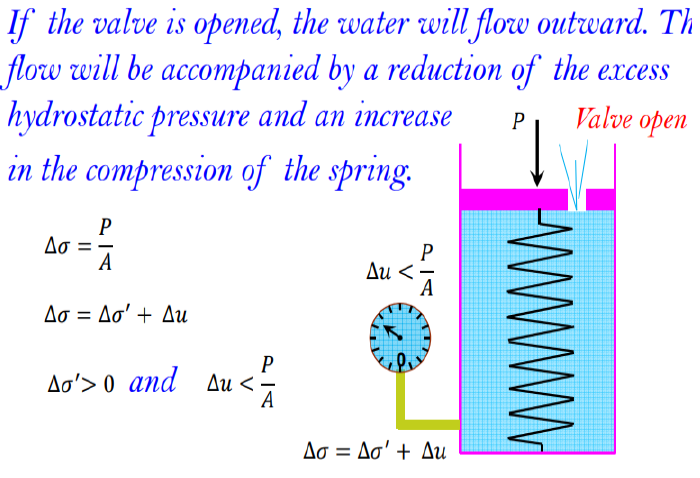 If the valve is opened, the water will flow outward. Th
flow will be accompanied by a reduction of the excess
hydrostatic pressure and an increase
in the compression of the spring.
P
Valve open
Δσ = P/A
Δu < P/A
Δσ = Δσ′ + Δu
0
Δσ′> 0 and Δu < P/A
Δσ = Δσ′ + Δu